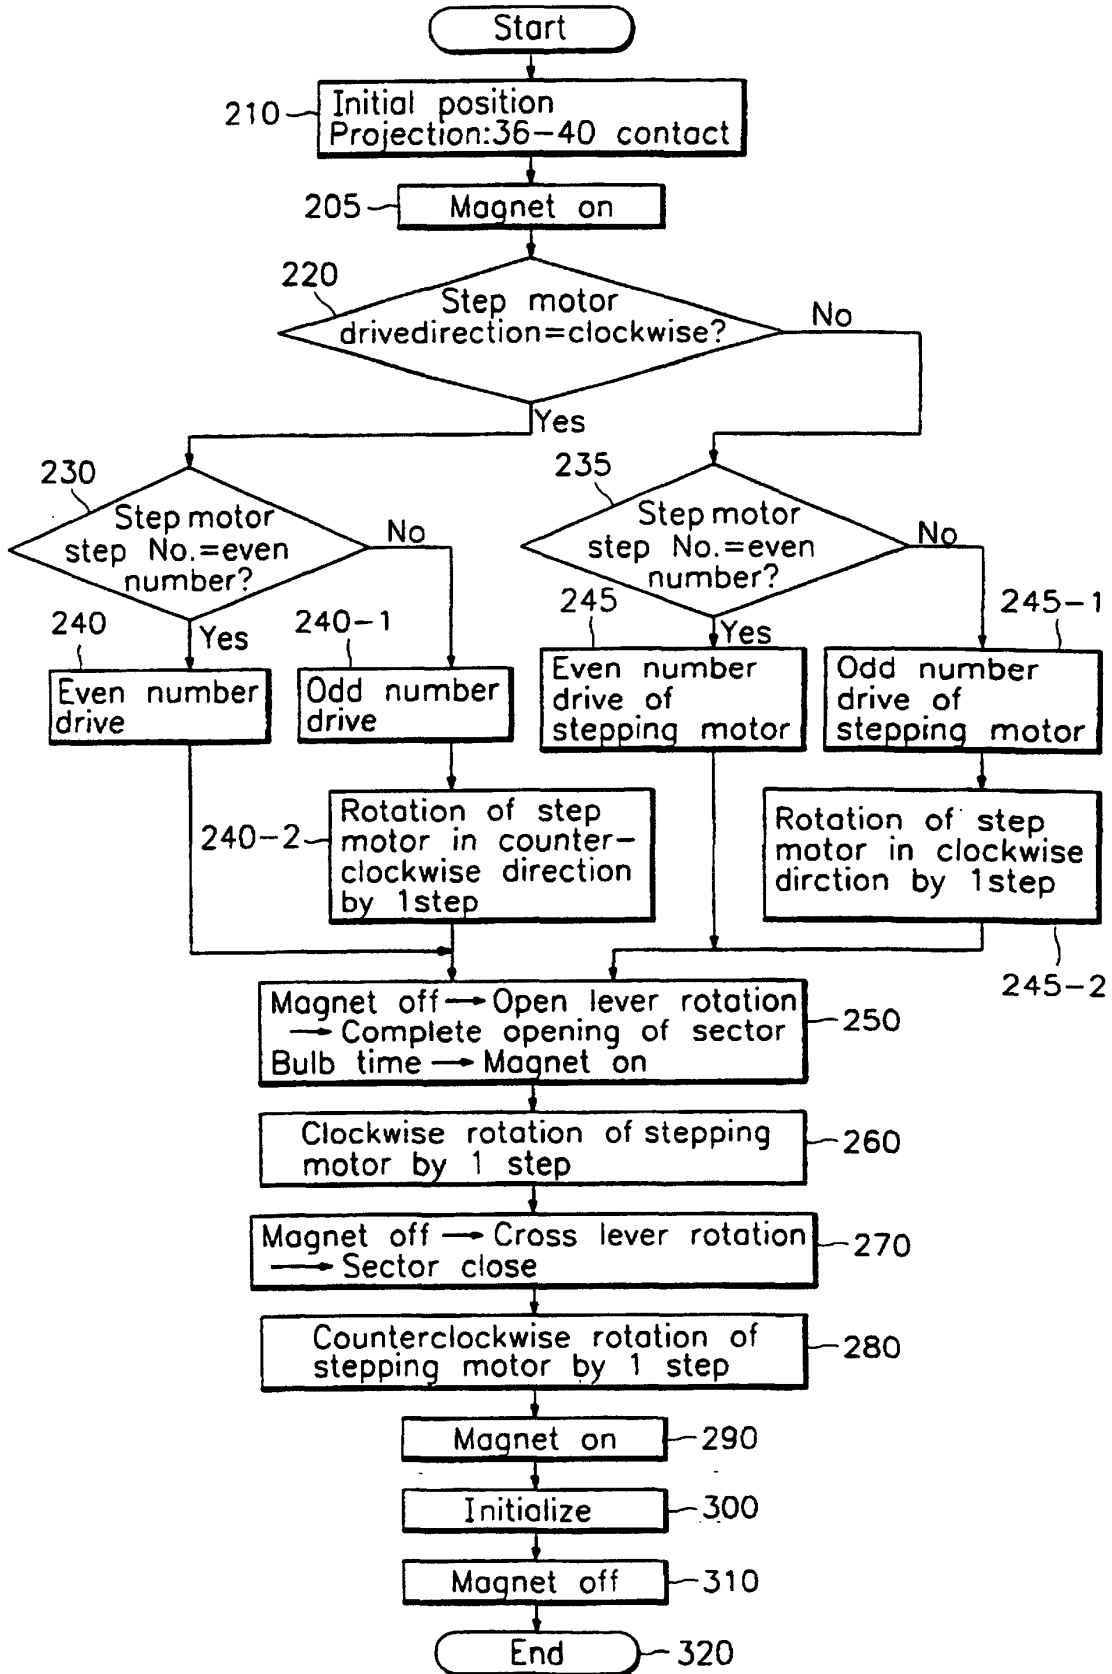 Start
210
Initial position
Projection:36-40 contact
205
Magnet on
220
Step motor
drivedirection=clockwise?
No
Yes
230
Step motor
step No.=even
number?
No
Yes
235
Step motor
step No.=even
number?
No
Yes
240
Even number
drive
240-1
Odd number
drive
245
Even number
drive of
stepping motor
245-1
Odd number
drive of
stepping motor
240-2
Rotation of step
motor in counter-
clockwise direction
by 1step
Rotation of step
motor in clockwise
dirction by 1step
245-2
Magnet off → Open lever rotation
→ Complete opening of sector
Bulb time → Magnet on
250
Clockwise rotation of stepping
motor by 1 step
260
Magnet off → Cross lever rotation
→ Sector close
270
Counterclockwise rotation of
stepping motor by 1 step
280
Magnet on
290
Initialize
300
Magnet off
310
End
320